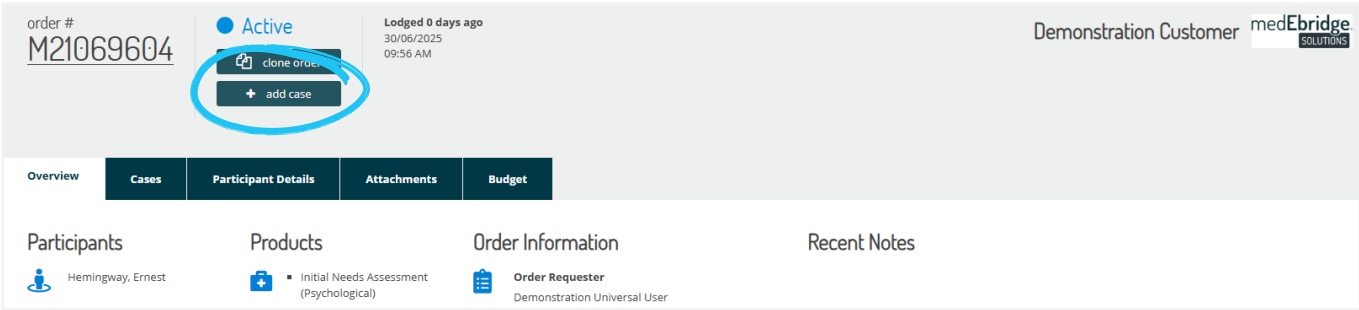 order #
M21069604
Active
clone order
+ add case
Lodged 0 days ago
30/06/2025
09:56 AM
Demonstration Customer
medEbridge.
SOLUTIONS
Overview
Cases
Participant Details
Attachments
Budget
Participants
Products
Order Information
Recent Notes
Hemingway, Ernest
▪ Initial Needs Assessment
(Psychological)
Order Requester
Demonstration Universal User